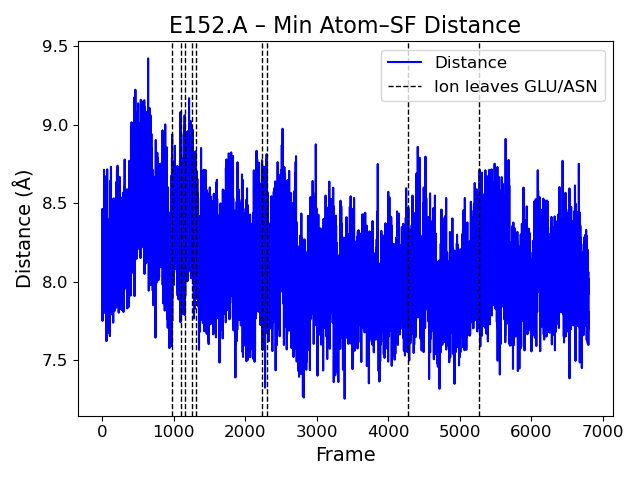 E152.A – Min Atom–SF Distance
Distance
Ion leaves GLU/ASN
Distance (Å)
9.5
9.0
8.5
8.0
7.5
0 1000 2000 3000 4000 5000 6000 7000
Frame